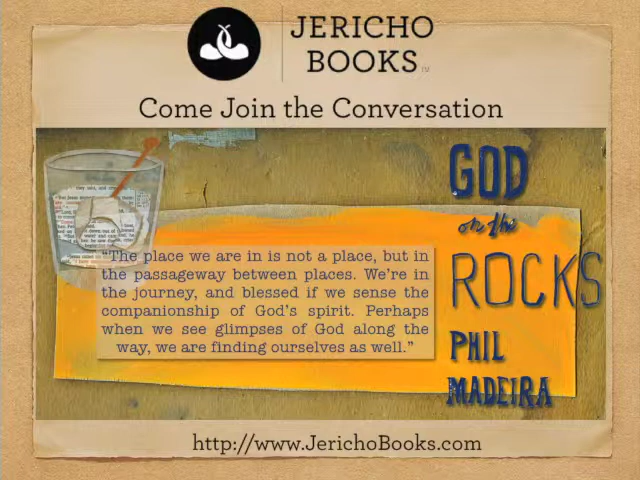 JERICHO
BOOKS TM
Come Join the Conversation
GOD
on the
ROCKS
PHIL
MADEIRA
“The place we are in is not a place, but in
the passageway between places. We’re in
the journey, and blessed if we sense the
companionship of God’s spirit. Perhaps
when we see glimpses of God along the
way, we are finding ourselves as well.”
http://www.JerichoBooks.com